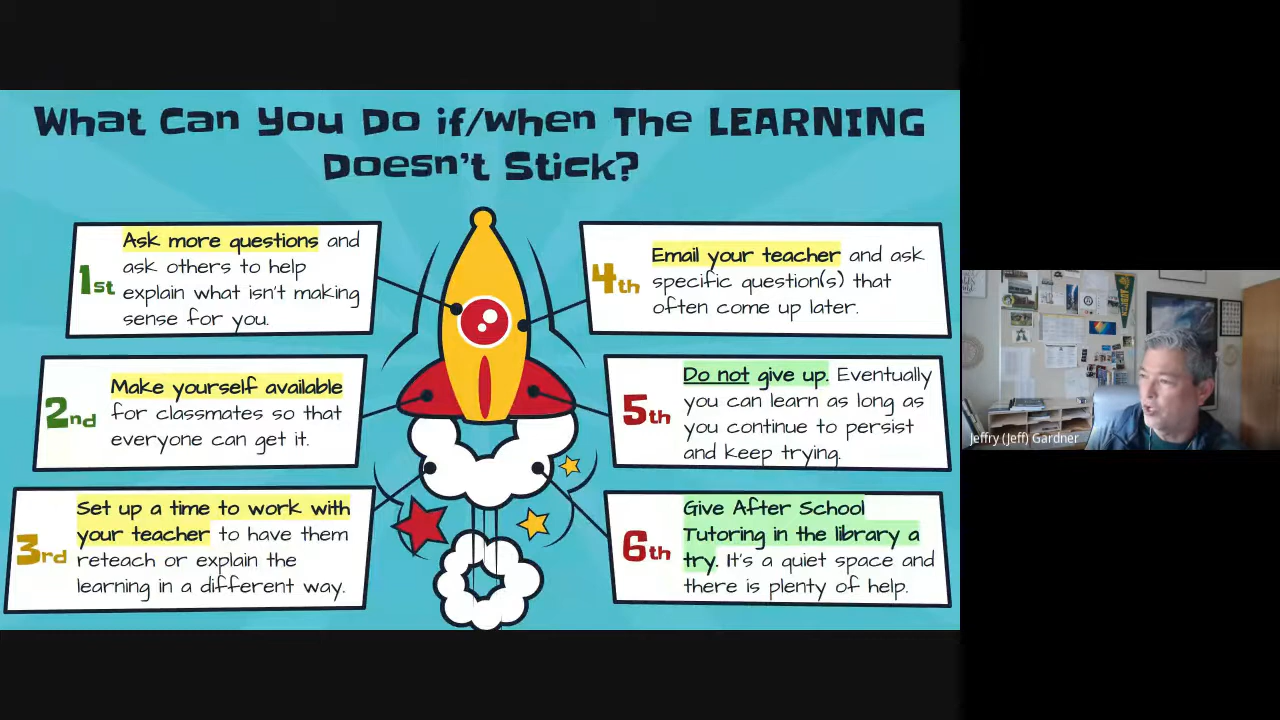 What Can You Do if/when The LEARNING
Doesn't Stick?
1st
Ask more questions and
ask others to help
explain what isn't making
sense for you.
2nd
Make yourself available
for classmates so that
everyone can get it.
3rd
Set up a time to work with
your teacher to have them
reteach or explain the
learning in a different way.
4th
Email your teacher and ask
specific question(s) that
often come up later.
5th
Do not give up. Eventually
you can learn as long as
you continue to persist
and keep trying.
6th
Give After School
Tutoring in the library a
try. It's a quiet space and
there is plenty of help.
Jeffry (Jeff) Gardner